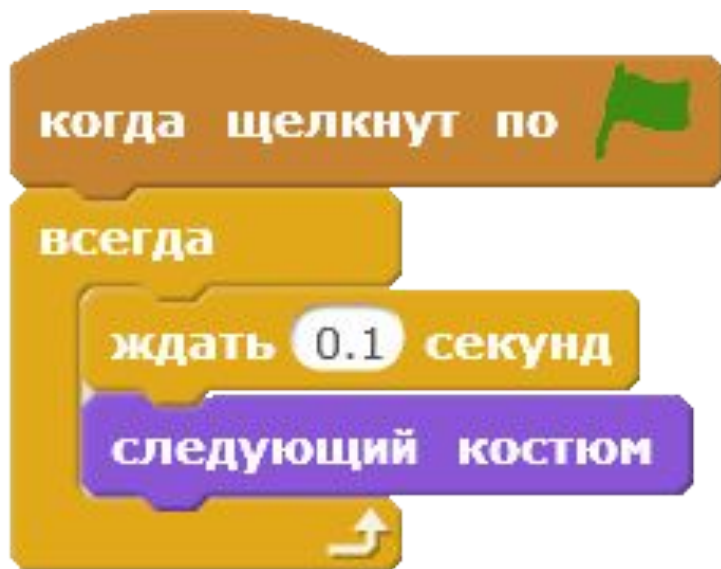 когда щелкнут по
всегда
ждать 0.1 секунд
следующий костюм